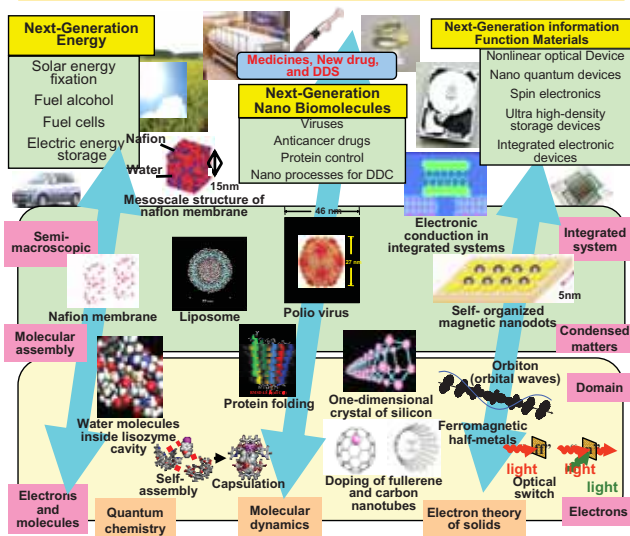 Next-Generation
Energy
Solar energy
fixation
Fuel alcohol
Fuel cells
Electric energy
storage
Medicines, New drug,
and DDS
Next-Generation
Nano Biomolecules
Viruses
Anticancer drugs
Protein control
Nano processes for DDC
Next-Generation information
Function Materials
Nonlinear optical Device
Nano quantum devices
Spin electronics
Ultra high-density
storage devices
Integrated electronic
devices
Nafion
Water
15nm
Mesoscale structure of
naflon membrane
Semi-
macroscopic
46 nm
27 nm
Electronic
conduction in
integrated systems
Integrated
system
Nafion membrane
Liposome
Polio virus
5nm
Self- organized
magnetic nanodots
Molecular
assembly
Condensed
matters
Water molecules
inside lisozyme
cavity
Protein folding
One-dimensional
crystal of silicon
Orbiton
(orbital waves)
Domain
Ferromagnetic
half-metals
Self-
assembly
Capsulation
Doping of fullerene
and carbon
nanotubes
light
light
Optical
switch
light
Electrons
and
molecules
Quantum
chemistry
Molecular
dynamics
Electron theory
of solids
Electrons